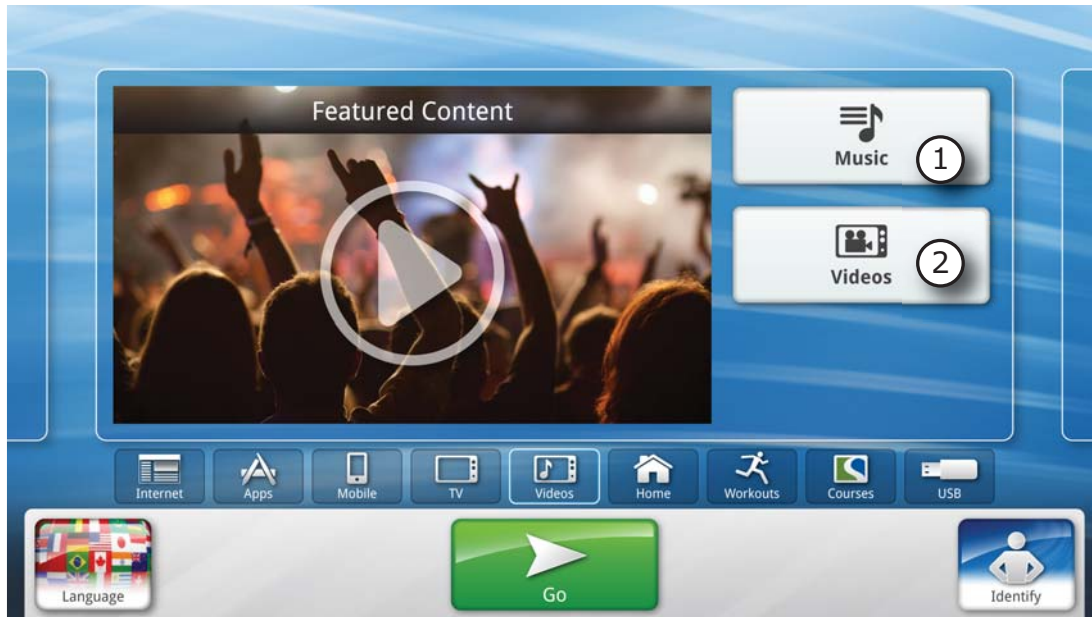 Featured Content
Music
1
Videos
2
Internet
Apps
Mobile
TV
Videos
Home
Workouts
Courses
USB
Language
Go
Identify